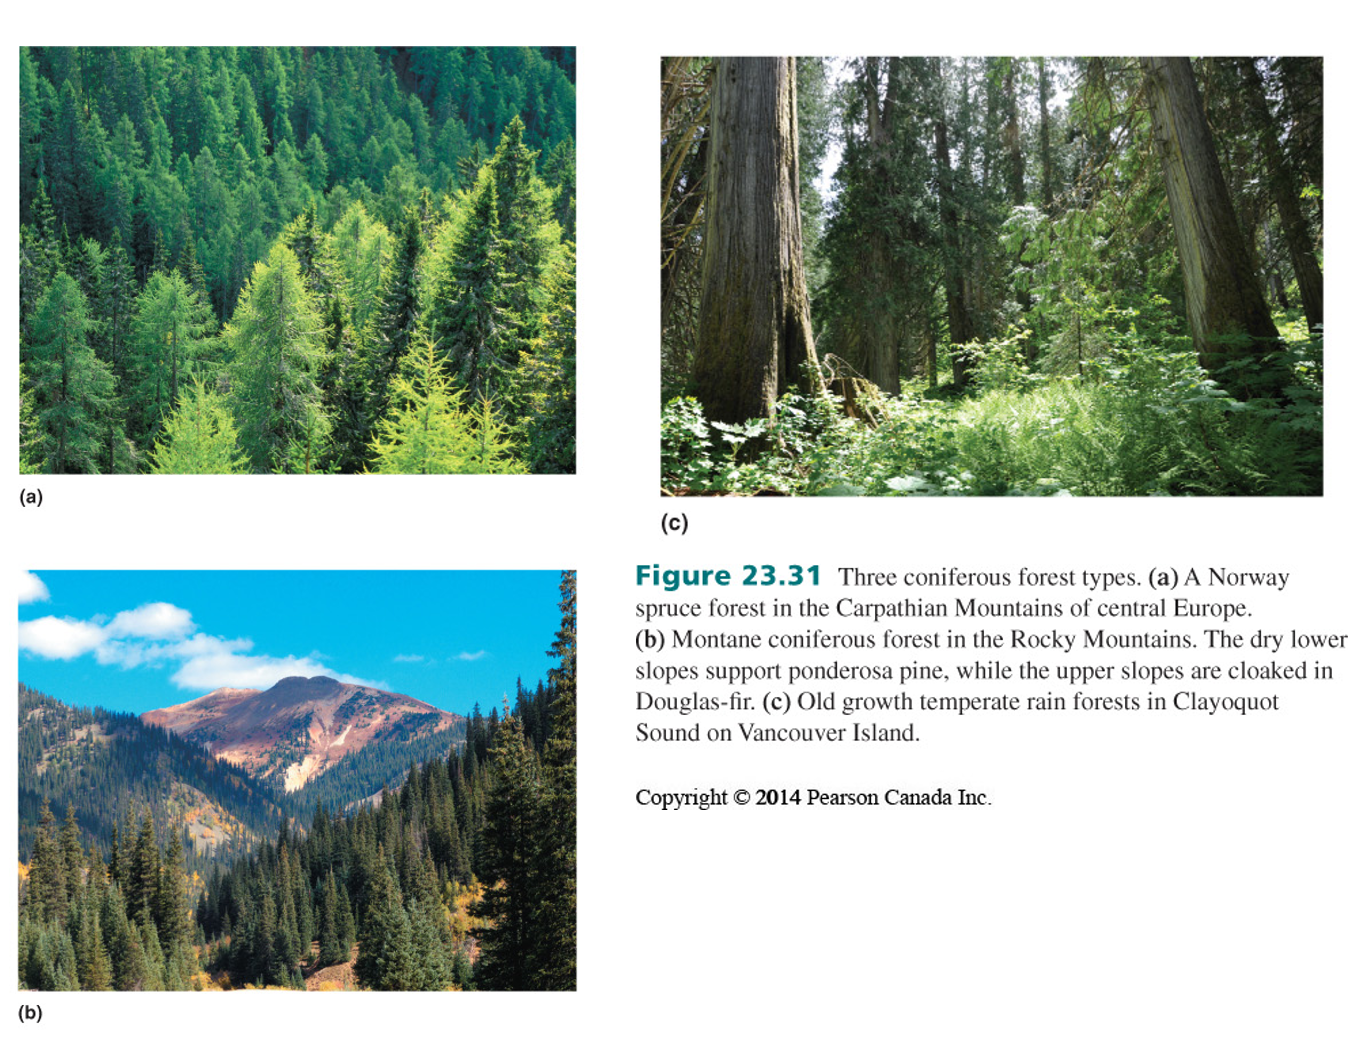 (a)
(c)
Figure 23.31 Three coniferous forest types. (a) A Norway
spruce forest in the Carpathian Mountains of central Europe.
(b) Montane coniferous forest in the Rocky Mountains. The dry lower
slopes support ponderosa pine, while the upper slopes are cloaked in
Douglas-fir. (c) Old growth temperate rain forests in Clayoquot
Sound on Vancouver Island.
Copyright © 2014 Pearson Canada Inc.
(b)